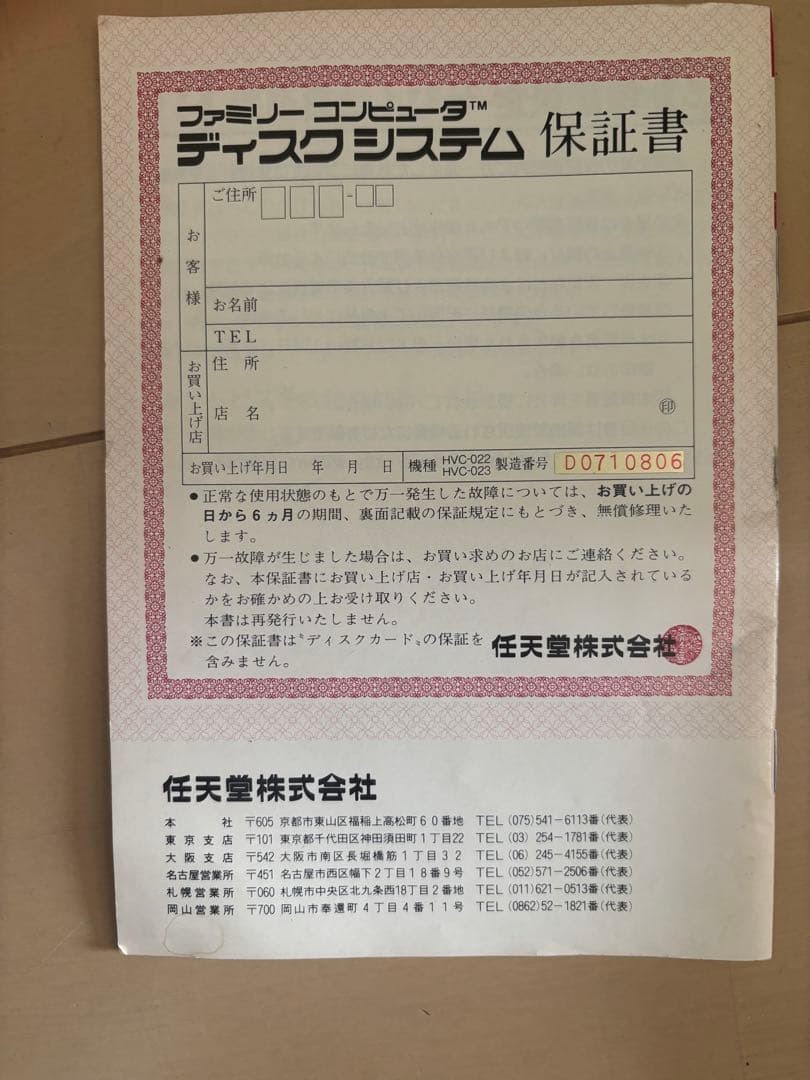 ファミリー コンピュータ™
ディスク システム 保証書
お客様
ご住所 □□□-□□
お名前
TEL
お買い上げ店
住所
店名 ㊞
お買い上げ年月日 年 月 日 機種 HVC-022 HVC-023 製造番号 D0710806
●正常な使用状態のもとで万一発生した故障については、お買い上げの
日から6ヵ月の期間、裏面記載の保証規定にもとづき、無償修理いた
します。
●万一故障が生じました場合は、お買い求めのお店にご連絡ください。
なお、本保証書にお買い上げ店・お買い上げ年月日が記入されている
かをお確かめの上お受け取りください。
本書は再発行いたしません。
※この保証書は〝ディスクカード〟の保証を
含みません。
任天堂株式会社
任天堂株式会社
本社 〒605 京都市東山区福稲上高松町60番地 TEL (075)541-6113番(代表)
東京支店 〒101 東京都千代田区神田須田町1丁目22 TEL (03) 254-1781番(代表)
大阪支店 〒542 大阪市南区長堀橋筋1丁目32 TEL (06) 245-4155番(代表)
名古屋営業所 〒451 名古屋市西区幅下2丁目18番9号 TEL (052)571-2506番(代表)
札幌営業所 〒060 札幌市中央区北九条西18丁目2番地 TEL (011)621-0513番(代表)
岡山営業所 〒700 岡山市奉還町4丁目4番11号 TEL (0862)52-1821番(代表)